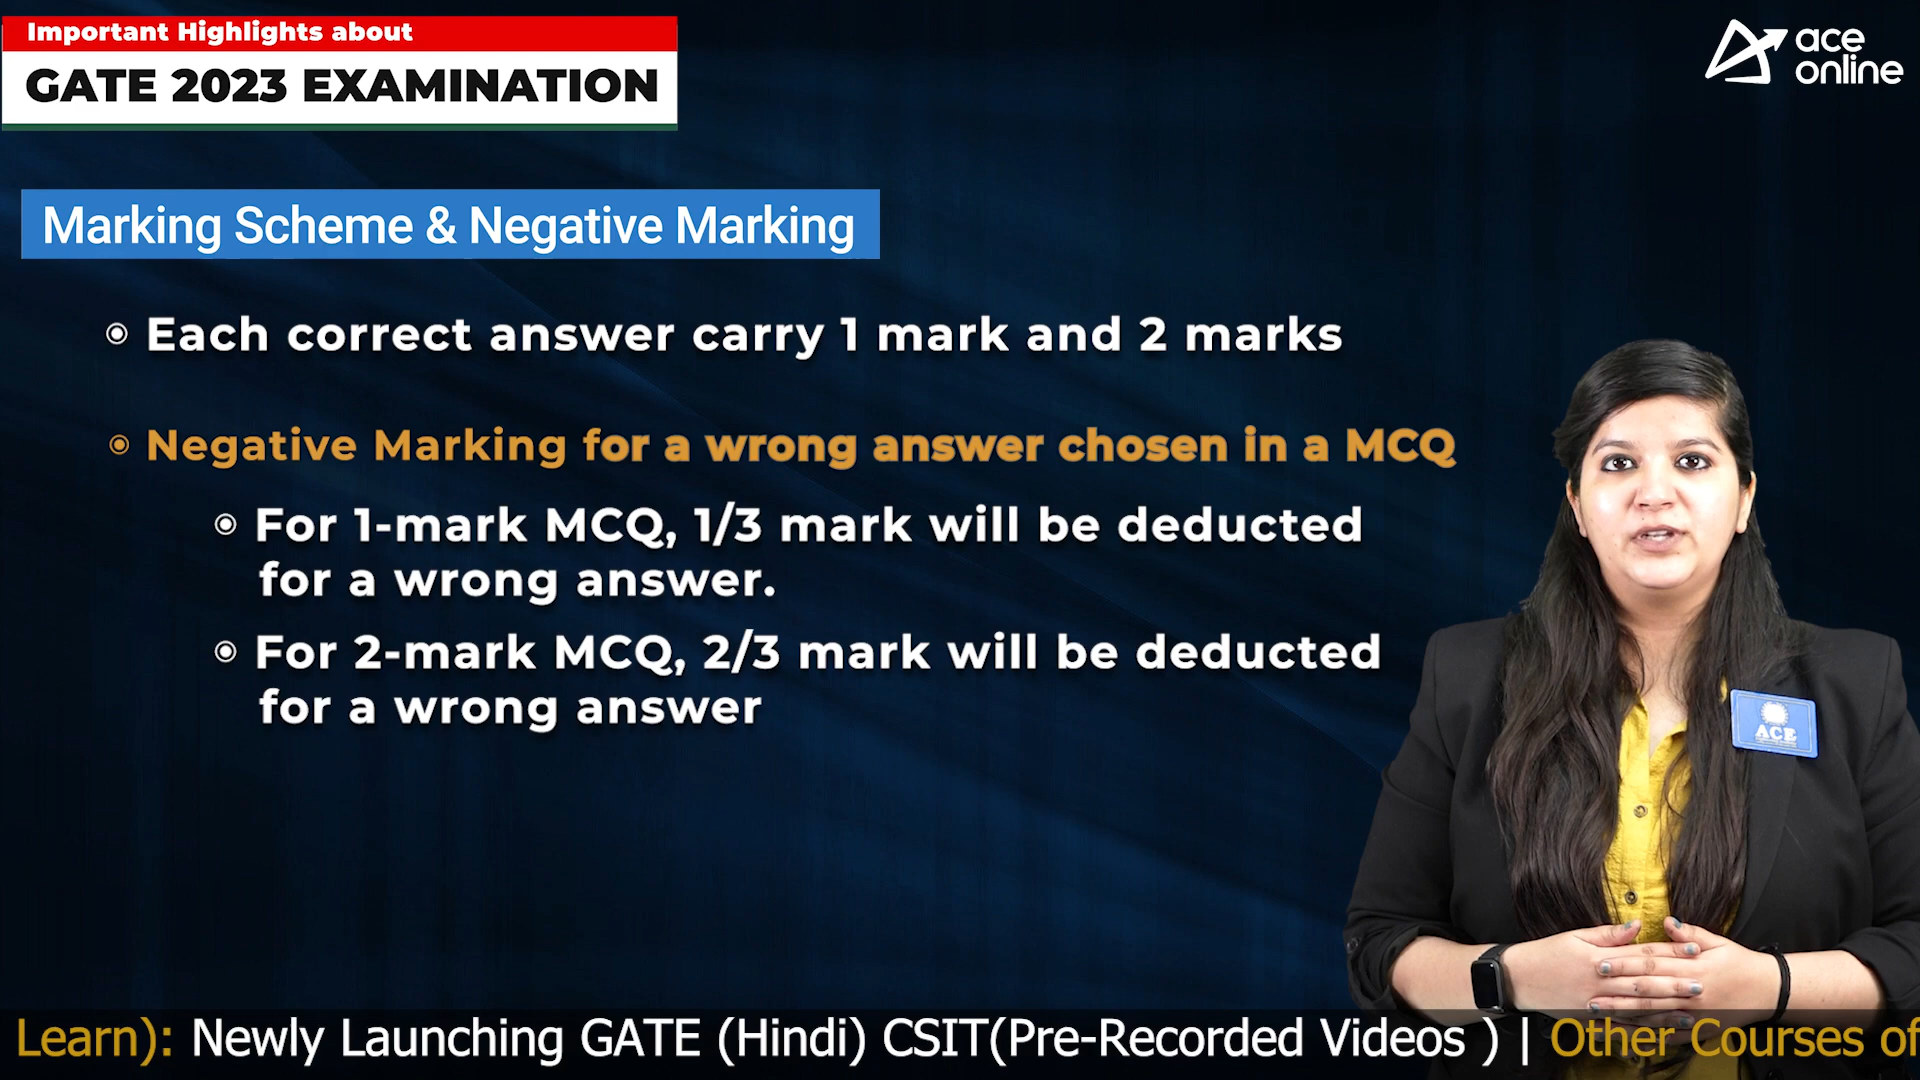 Important Highlights about
GATE 2023 EXAMINATION
ace
online
Marking Scheme & Negative Marking
Each correct answer carry 1 mark and 2 marks
Negative Marking for a wrong answer chosen in a MCQ
For 1-mark MCQ, 1/3 mark will be deducted
for a wrong answer.
For 2-mark MCQ, 2/3 mark will be deducted
for a wrong answer
ACE
Learn): Newly Launching GATE (Hindi) CSIT(Pre-Recorded Videos ) | Other Courses of